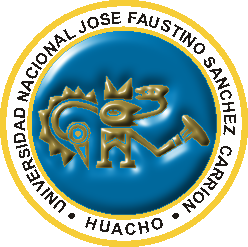 UNIVERSIDAD NACIONAL JOSE FAUSTINO SANCHEZ CARRION
• HUACHO •